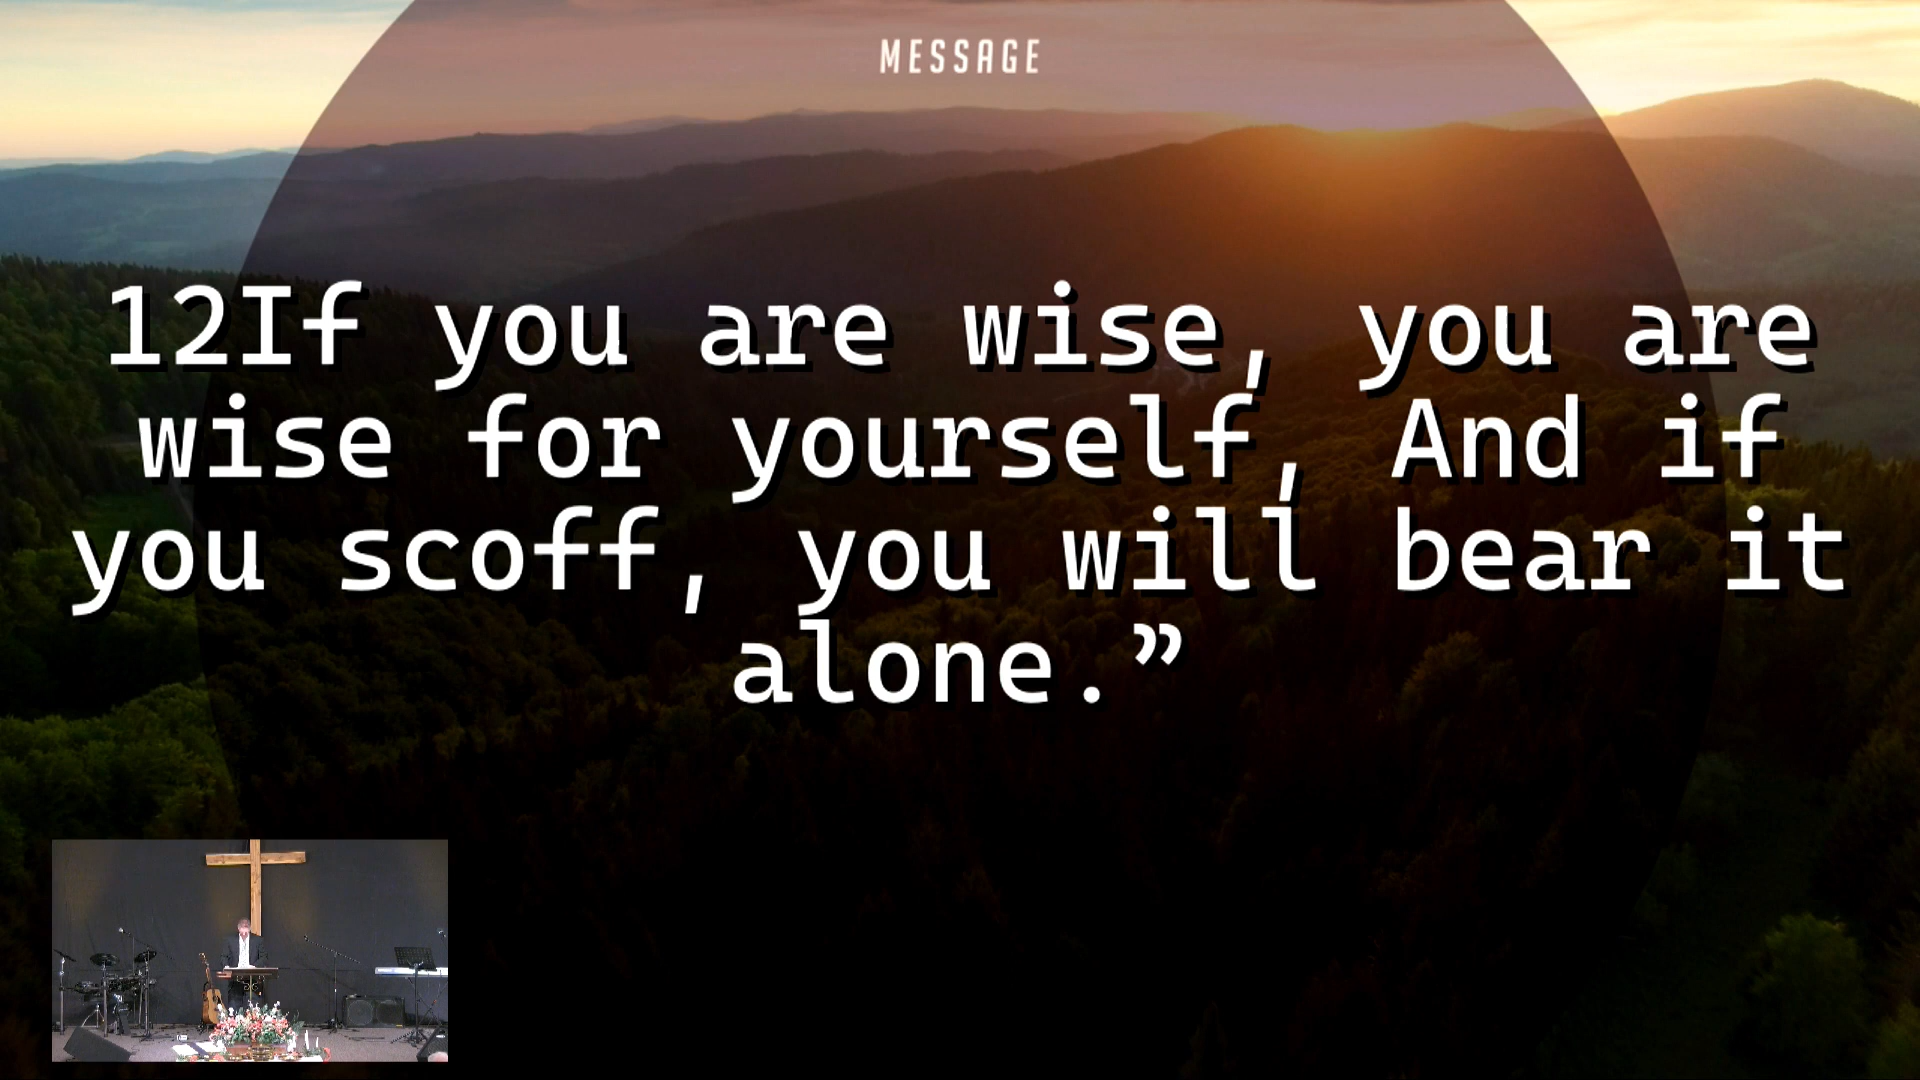 MESSAGE
12If you are wise, you are
wise for yourself, And if
you scoff, you will bear it
alone.”